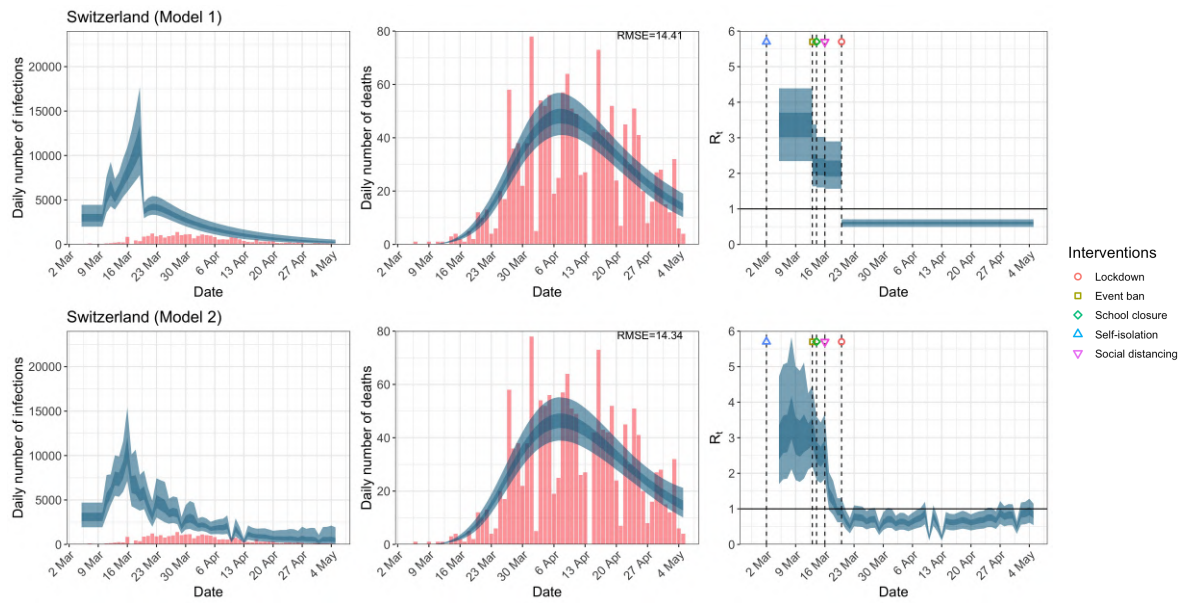 Switzerland (Model 1)
Daily number of infections
20000
15000
10000
5000
0
2 Mar
9 Mar
16 Mar
23 Mar
30 Mar
6 Apr
13 Apr
20 Apr
27 Apr
4 May
Date
Daily number of deaths
80
60
40
20
0
RMSE=14.41
2 Mar
9 Mar
16 Mar
23 Mar
30 Mar
6 Apr
13 Apr
20 Apr
27 Apr
4 May
Date
Rt
6
5
4
3
2
1
0
2 Mar
9 Mar
16 Mar
23 Mar
30 Mar
6 Apr
13 Apr
20 Apr
27 Apr
4 May
Date
Switzerland (Model 2)
Daily number of infections
20000
15000
10000
5000
0
2 Mar
9 Mar
16 Mar
23 Mar
30 Mar
6 Apr
13 Apr
20 Apr
27 Apr
4 May
Date
Daily number of deaths
80
60
40
20
0
RMSE=14.34
2 Mar
9 Mar
16 Mar
23 Mar
30 Mar
6 Apr
13 Apr
20 Apr
27 Apr
4 May
Date
Rt
6
5
4
3
2
1
0
2 Mar
9 Mar
16 Mar
23 Mar
30 Mar
6 Apr
13 Apr
20 Apr
27 Apr
4 May
Date
Interventions
Lockdown
Event ban
School closure
Self-isolation
Social distancing